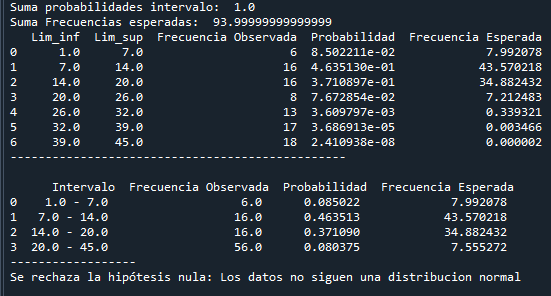 Suma probabilidades intervalo:  1.0
Suma Frecuencias esperadas:  93.99999999999999
   Lim_inf  Lim_sup  Frecuencia Observada  Probabilidad  Frecuencia Esperada
0      1.0      7.0                     6  8.502211e-02             7.992078
1      7.0     14.0                    16  4.635130e-01            43.570218
2     14.0     20.0                    16  3.710897e-01            34.882432
3     20.0     26.0                     8  7.672854e-02             7.212483
4     26.0     32.0                    13  3.609797e-03             0.339321
5     32.0     39.0                    17  3.686913e-05             0.003466
6     39.0     45.0                    18  2.410938e-08             0.000002
------------------------------------------------
     Intervalo  Frecuencia Observada  Probabilidad  Frecuencia Esperada
0    1.0 - 7.0                   6.0      0.085022             7.992078
1   7.0 - 14.0                  16.0      0.463513            43.570218
2  14.0 - 20.0                  16.0      0.371090            34.882432
3  20.0 - 45.0                  56.0      0.080375             7.555272
------------------
Se rechaza la hipótesis nula: Los datos no siguen una distribucion normal